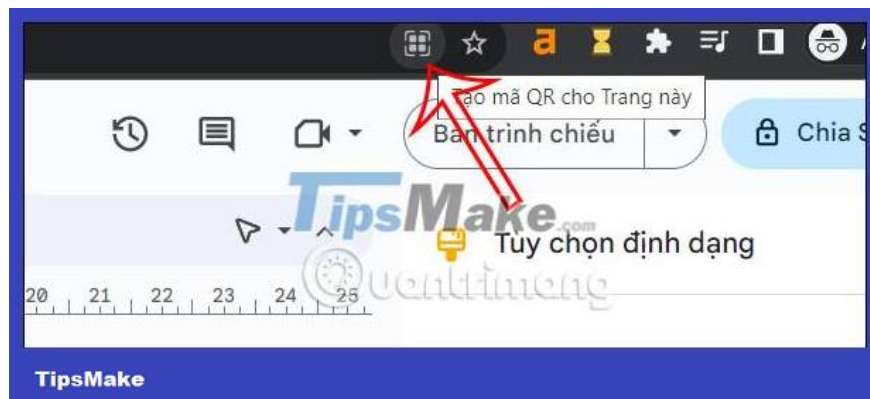 a
Tạo mã QR cho Trang này
Bản trình chiếu
Chia S
TipsMake.com
Tùy chọn định dạng
Quantrimang
20 21 22 23 24 25
TipsMake